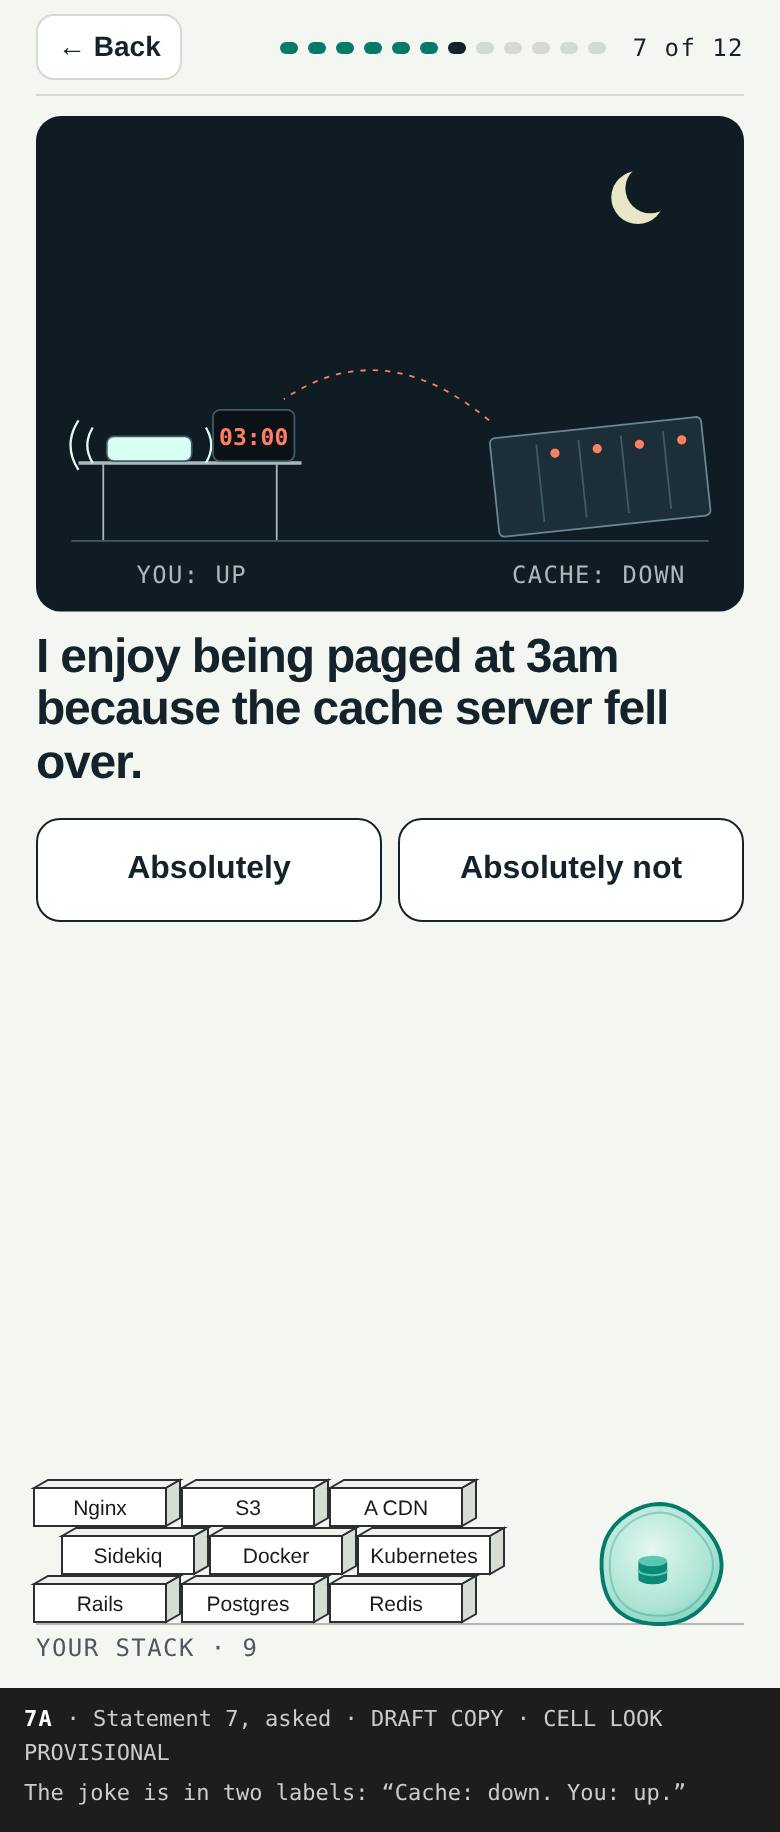 ← Back
7 of 12
03:00
YOU: UP
CACHE: DOWN
I enjoy being paged at 3am
because the cache server fell
over.
Absolutely
Absolutely not
Nginx
S3
A CDN
Sidekiq
Docker
Kubernetes
Rails
Postgres
Redis
YOUR STACK · 9
7A · Statement 7, asked · DRAFT COPY · CELL LOOK
PROVISIONAL
The joke is in two labels: “Cache: down. You: up.”